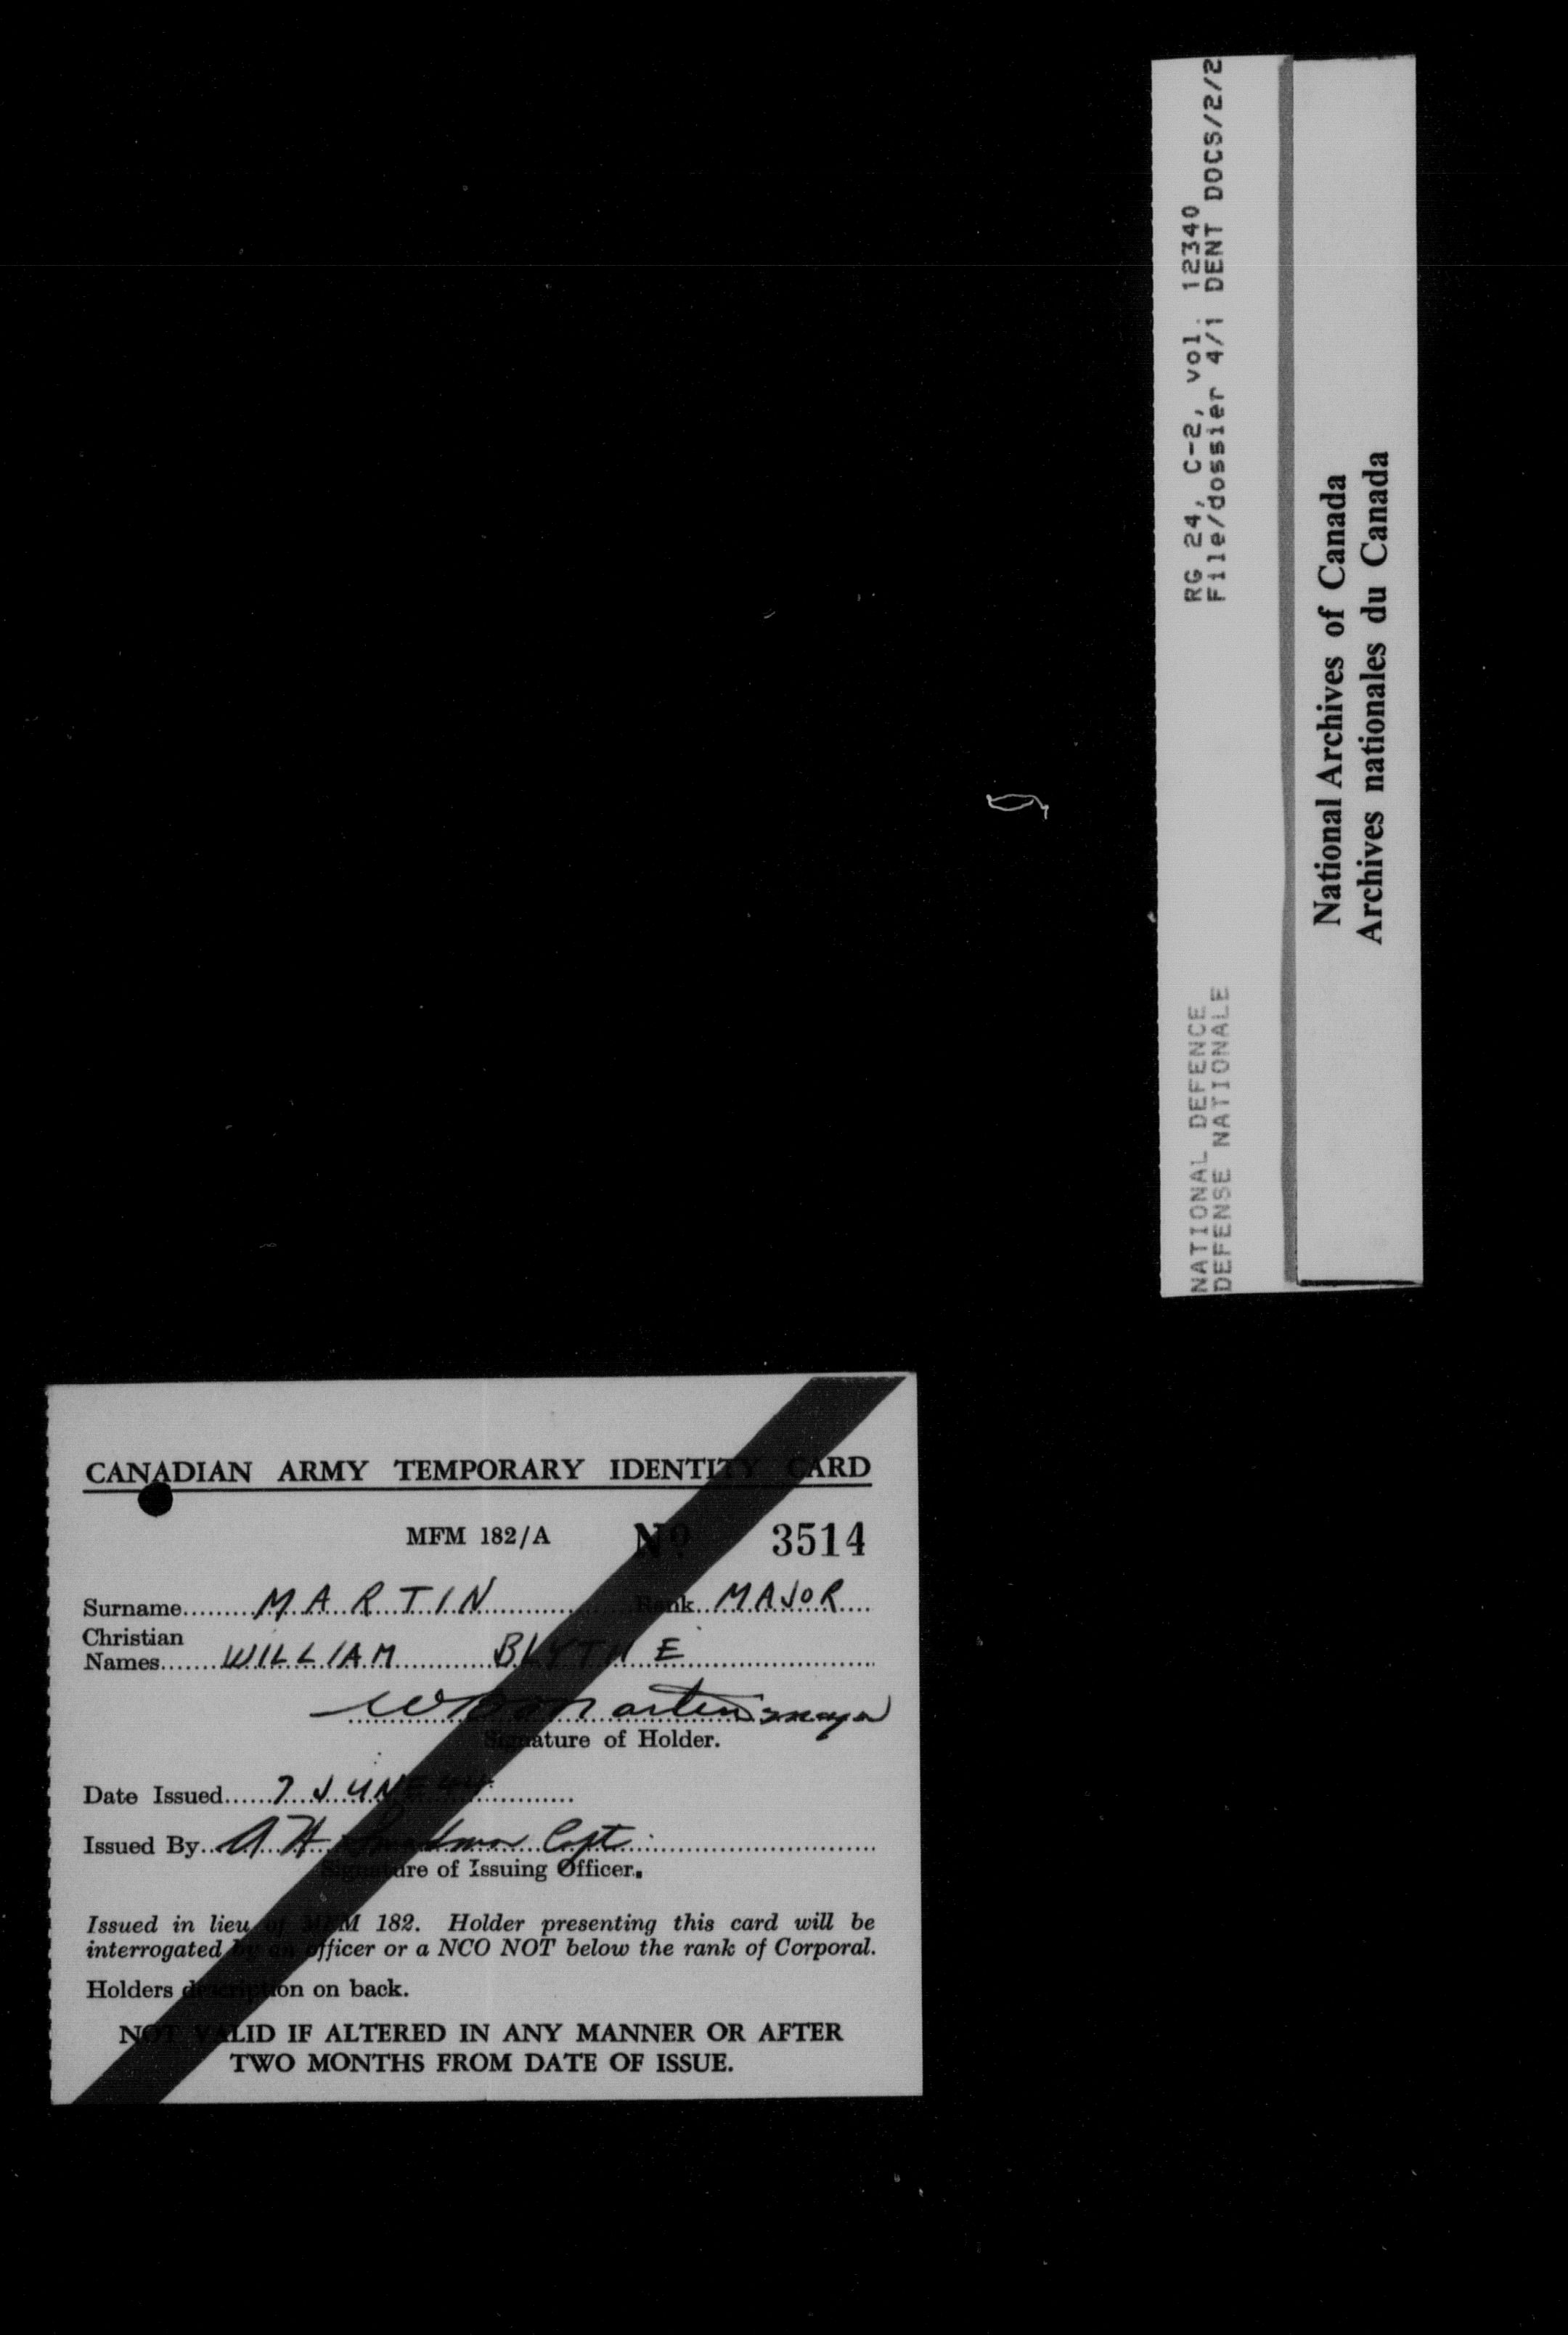 RG 24, C-2, vol. 12340
File/dossier 4/1 DENT DOCS/2/2
NATIONAL DEFENCE
DEFENSE NATIONALE
National Archives of Canada
Archives nationales du Canada
CANADIAN ARMY TEMPORARY IDENTITY CARD
MFM 182/A No 3514
Surname MARTIN Rank MAJOR
Christian
Names WILLIAM BLYTHE
WB Martin Major
Signature of Holder.
Date Issued 7 JUNE 44
Issued By A H Capt
Signature of Issuing Officer.
Issued in lieu of MFM 182. Holder presenting this card will be
interrogated by an officer or a NCO NOT below the rank of Corporal.
Holders description on back.
NOT VALID IF ALTERED IN ANY MANNER OR AFTER
TWO MONTHS FROM DATE OF ISSUE.